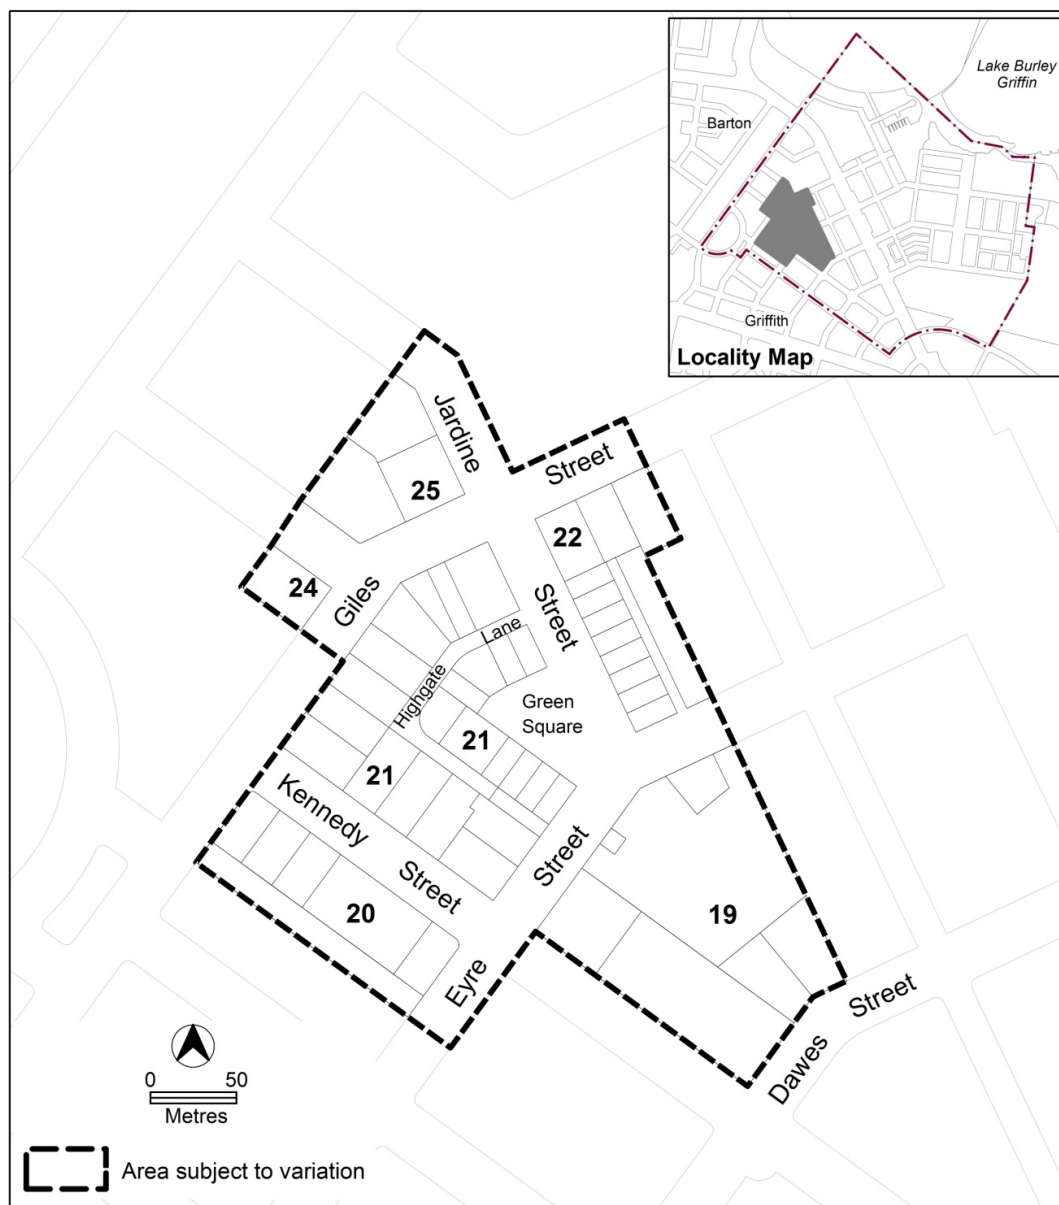 Lake Burley
Griffin
Barton
Griffith
Locality Map
Jardine
Street
25
22
24
Giles
Street
Lane
Highgate
Green
Square
21
21
Kennedy
Street
Street
19
20
Eyre
Street
Dawes
0 50
Metres
Area subject to variation